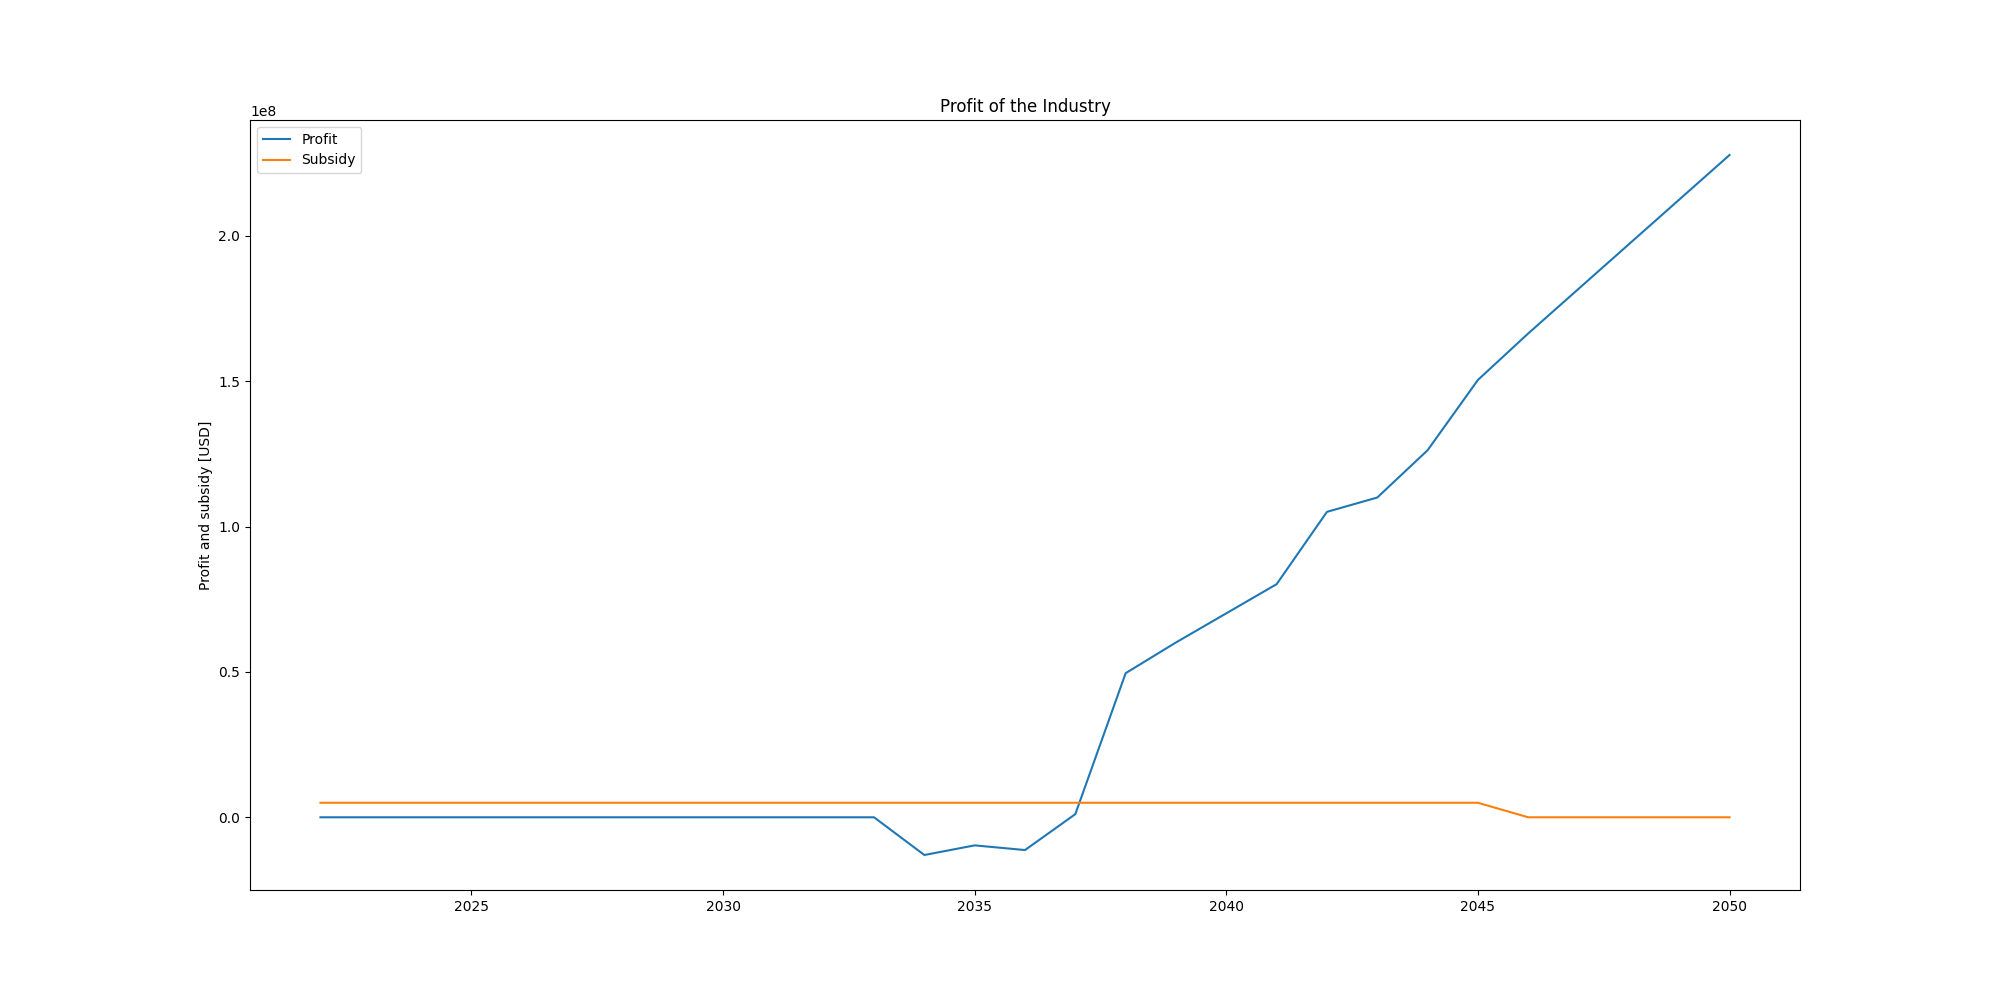 Profit of the Industry
1e8
Profit
Subsidy
2.0
1.5
1.0
0.5
0.0
Profit and subsidy [USD]
2025 2030 2035 2040 2045 2050